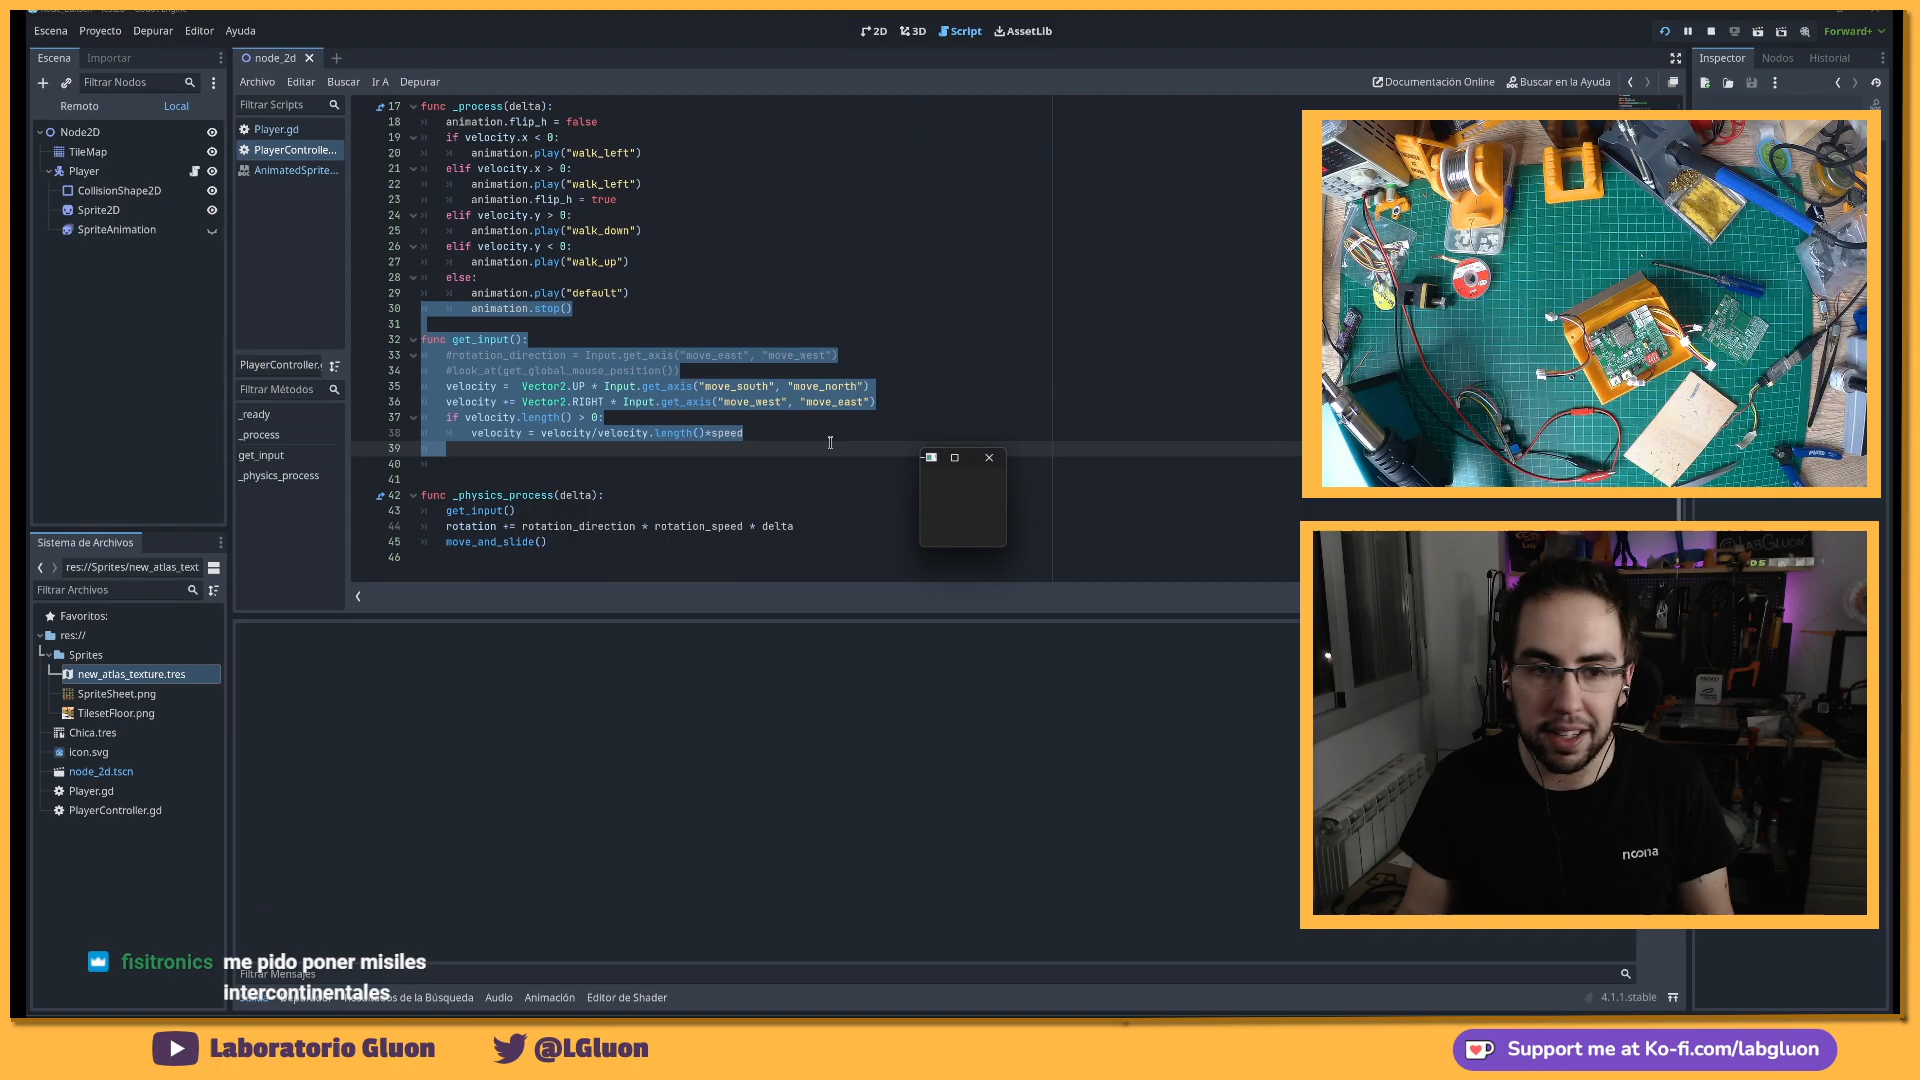 Escena Proyecto Depurar Editor Ayuda
2D 3D Script AssetLib
Forward+
Escena Importar
node_2d
Inspector Nodos Historial
Filtrar Nodos
Archivo Editar Buscar Ir A Depurar
Documentación Online Buscar en la Ayuda
Remoto Local
Filtrar Scripts
Node2D
TileMap
Player
CollisionShape2D
Sprite2D
SpriteAnimation
Player.gd
PlayerControlle...
AnimatedSprite...
PlayerController.g
Filtrar Métodos
_ready
_process
get_input
_physics_process
17 func _process(delta):
18 animation.flip_h = false
19 if velocity.x < 0:
20 animation.play("walk_left")
21 elif velocity.x > 0:
22 animation.play("walk_left")
23 animation.flip_h = true
24 elif velocity.y > 0:
25 animation.play("walk_down")
26 elif velocity.y < 0:
27 animation.play("walk_up")
28 else:
29 animation.play("default")
30 animation.stop()
31
32 func get_input():
33 #rotation_direction = Input.get_axis("move_east", "move_west")
34 #look_at(get_global_mouse_position())
35 velocity = Vector2.UP * Input.get_axis("move_south", "move_north")
36 velocity += Vector2.RIGHT * Input.get_axis("move_west", "move_east")
37 if velocity.length() > 0:
38 velocity = velocity/velocity.length()*speed
39
40
41
42 func _physics_process(delta):
43 get_input()
44 rotation += rotation_direction * rotation_speed * delta
45 move_and_slide()
46
Sistema de Archivos
res://Sprites/new_atlas_text
Filtrar Archivos
Favoritos:
res://
Sprites
new_atlas_texture.tres
SpriteSheet.png
TilesetFloor.png
Chica.tres
icon.svg
node_2d.tscn
Player.gd
PlayerController.gd
Filtrar Mensajes
de la Búsqueda Audio Animación Editor de Shader
4.1.1.stable
fisitronics me pido poner misiles
intercontinentales
noona
Laboratorio Gluon
@LGluon
Support me at Ko-fi.com/labgluon